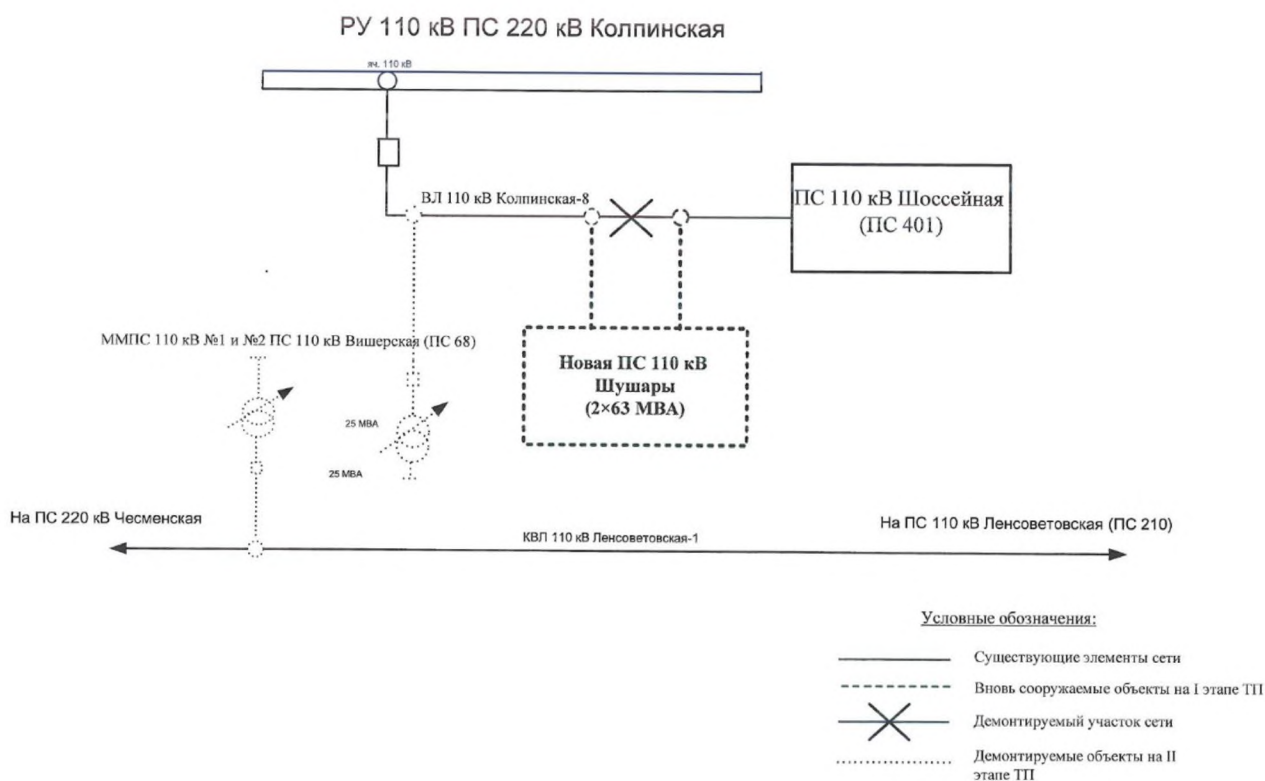 РУ 110 кВ ПС 220 кВ Колпинская
яч. 110 кВ
ВЛ 110 кВ Колпинская-8
ПС 110 кВ Шоссейная
(ПС 401)
ММПС 110 кВ №1 и №2 ПС 110 кВ Вишерская (ПС 68)
Новая ПС 110 кВ
Шушары
(2×63 МВА)
25 МВА
25 МВА
На ПС 220 кВ Чесменская
На ПС 110 кВ Ленсоветовская (ПС 210)
КВЛ 110 кВ Ленсоветовская-1
Условные обозначения:
Существующие элементы сети
Вновь сооружаемые объекты на I этапе ТП
Демонтируемый участок сети
Демонтируемые объекты на II
этапе ТП